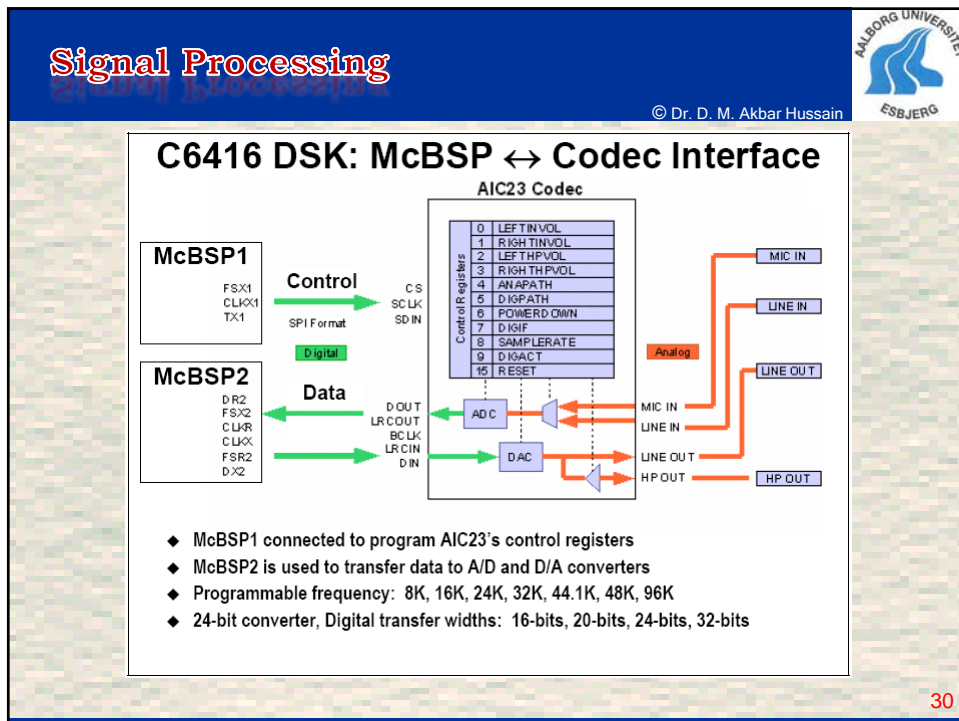 Signal Processing
© Dr. D. M. Akbar Hussain
AALBORG UNIVERSITET
ESBJERG
C6416 DSK: McBSP ↔ Codec Interface
AIC23 Codec
McBSP1
FSX1
CLKX1
TX1
Control
SPI Format
CS
SCLK
SDIN
Control Registers
0 LEFTINVOL
1 RIGHTINVOL
2 LEFTHPVOL
3 RIGHTHPVOL
4 ANAPATH
5 DIGPATH
6 POWERDOWN
7 DIGIF
8 SAMPLERATE
9 DIGACT
15 RESET
MIC IN
LINE IN
LINE OUT
HP OUT
Digital
Analog
McBSP2
DR2
FSX2
CLKR
CLKX
FSR2
DX2
Data
DOUT
LRCOUT
BCLK
LRCIN
DIN
ADC
DAC
MIC IN
LINE IN
LINE OUT
HP OUT
◆ McBSP1 connected to program AIC23's control registers
◆ McBSP2 is used to transfer data to A/D and D/A converters
◆ Programmable frequency: 8K, 16K, 24K, 32K, 44.1K, 48K, 96K
◆ 24-bit converter, Digital transfer widths: 16-bits, 20-bits, 24-bits, 32-bits
30